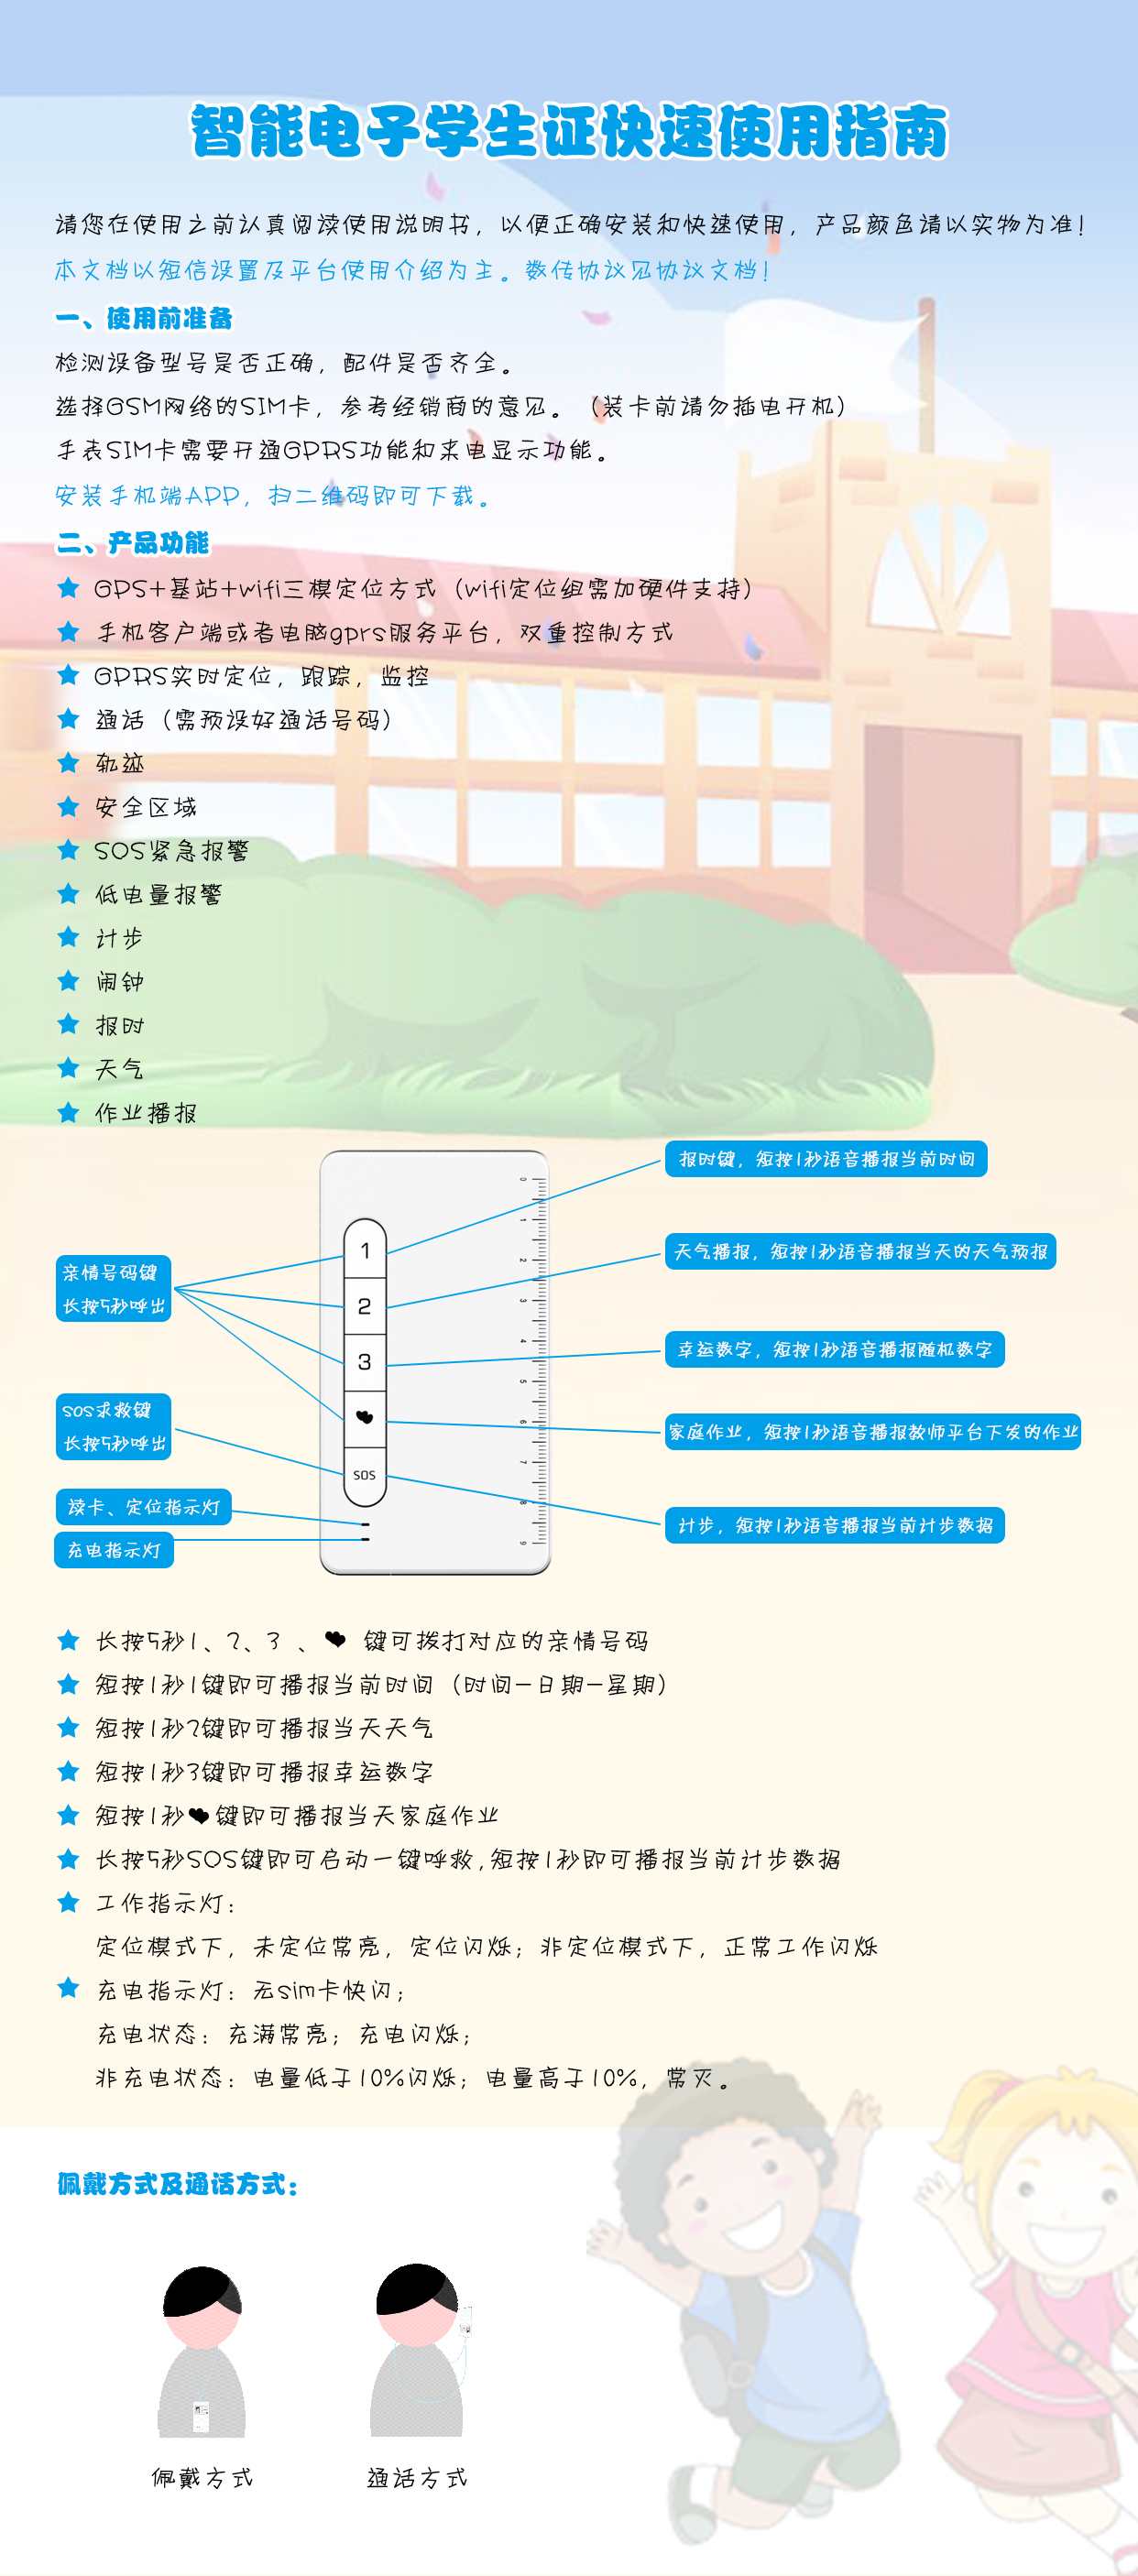 智能电子学生证快速使用指南
请您在使用之前认真阅读使用说明书，以便正确安装和快速使用，产品颜色请以实物为准！
本文档以短信设置及平台使用介绍为主。数传协议见协议文档！
一、使用前准备
检测设备型号是否正确，配件是否齐全。
选择GSM网络的SIM卡，参考经销商的意见。（装卡前请勿插电开机）
手表SIM卡需要开通GPRS功能和来电显示功能。
安装手机端APP，扫二维码即可下载。
二、产品功能
GPS+基站+wifi三模定位方式（wifi定位组需加硬件支持）
手机客户端或者电脑gprs服务平台，双重控制方式
GPRS实时定位，跟踪，监控
通话（需预设好通话号码）
轨迹
安全区域
SOS紧急报警
低电量报警
计步
闹钟
报时
天气
作业播报
报时键，短按1秒语音播报当前时间
天气播报，短按1秒语音播报当天的天气预报
幸运数字，短按1秒语音播报随机数字
家庭作业，短按1秒语音播报教师平台下发的作业
计步，短按1秒语音播报当前计步数据
亲情号码键
长按5秒呼出
SOS求救键
长按5秒呼出
读卡、定位指示灯
充电指示灯
1
2
3
SOS
0
1
2
3
4
5
6
7
8
9
长按5秒1、2、3 、❤ 键可拨打对应的亲情号码
短按1秒1键即可播报当前时间（时间-日期-星期）
短按1秒2键即可播报当天天气
短按1秒3键即可播报幸运数字
短按1秒❤键即可播报当天家庭作业
长按5秒SOS键即可启动一键呼救,短按1秒即可播报当前计步数据
工作指示灯：
定位模式下，未定位常亮，定位闪烁；非定位模式下，正常工作闪烁
充电指示灯：无sim卡快闪；
充电状态：充满常亮；充电闪烁；
非充电状态：电量低于10%闪烁；电量高于10%，常灭。
佩戴方式及通话方式：
佩戴方式
通话方式